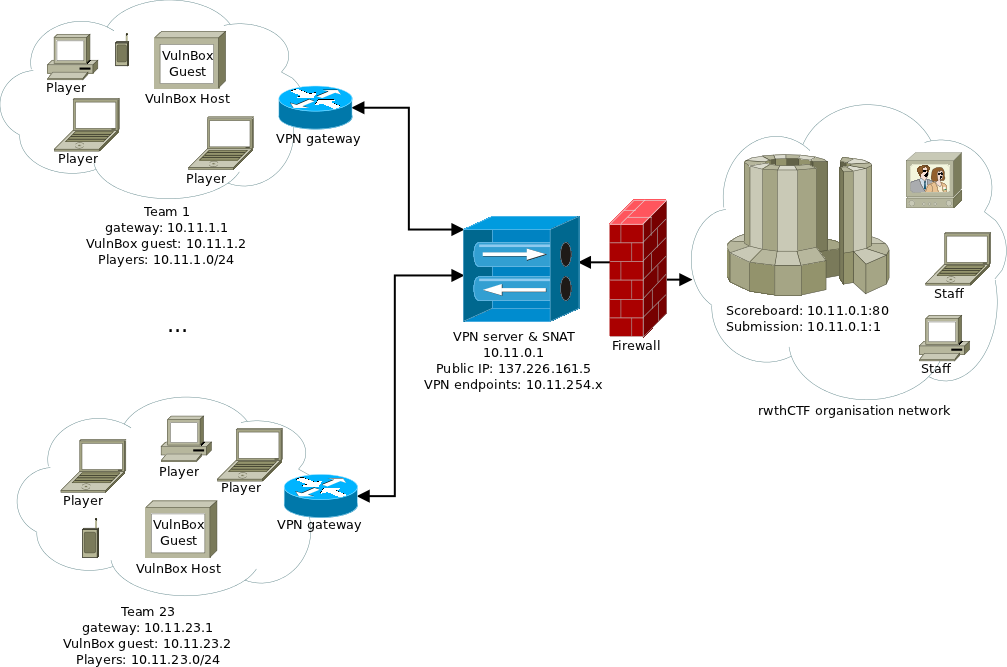 Player
VulnBox
Guest
VulnBox Host
Player
Player
VPN gateway
Team 1
gateway: 10.11.1.1
VulnBox guest: 10.11.1.2
Players: 10.11.1.0/24
...
VPN server & SNAT
10.11.0.1
Public IP: 137.226.161.5
VPN endpoints: 10.11.254.x
Firewall
Scoreboard: 10.11.0.1:80
Submission: 10.11.0.1:1
Staff
Staff
rwthCTF organisation network
Player
Player
Player
VulnBox
Guest
VulnBox Host
VPN gateway
Team 23
gateway: 10.11.23.1
VulnBox guest: 10.11.23.2
Players: 10.11.23.0/24